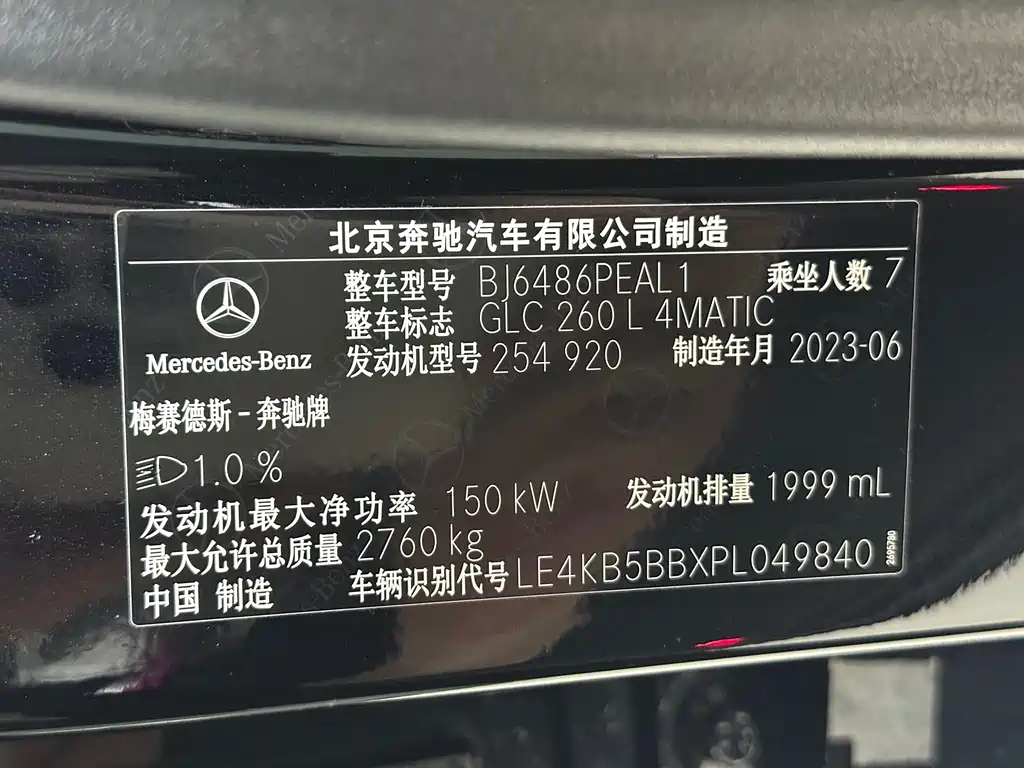 北京奔驰汽车有限公司制造
整车型号 BJ6486PEAL1 乘坐人数 7
整车标志 GLC 260 L 4MATIC
发动机型号 254 920 制造年月 2023-06
Mercedes-Benz
梅赛德斯-奔驰牌
1.0 %
发动机最大净功率 150 kW 发动机排量 1999 mL
最大允许总质量 2760 kg
中国 制造 车辆识别代号 LE4KB5BBXPL049840
2695780